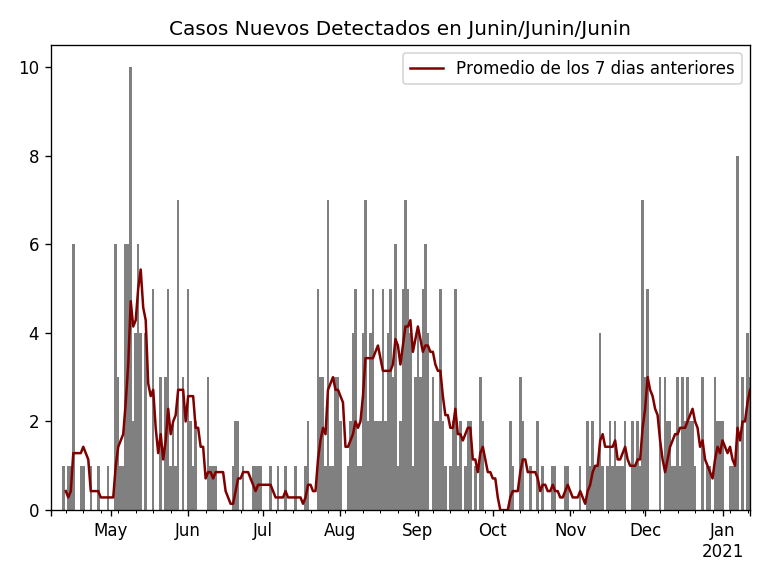 Casos Nuevos Detectados en Junin/Junin/Junin
Promedio de los 7 dias anteriores
10
8
6
4
2
0
May Jun Jul Aug Sep Oct Nov Dec Jan
2021